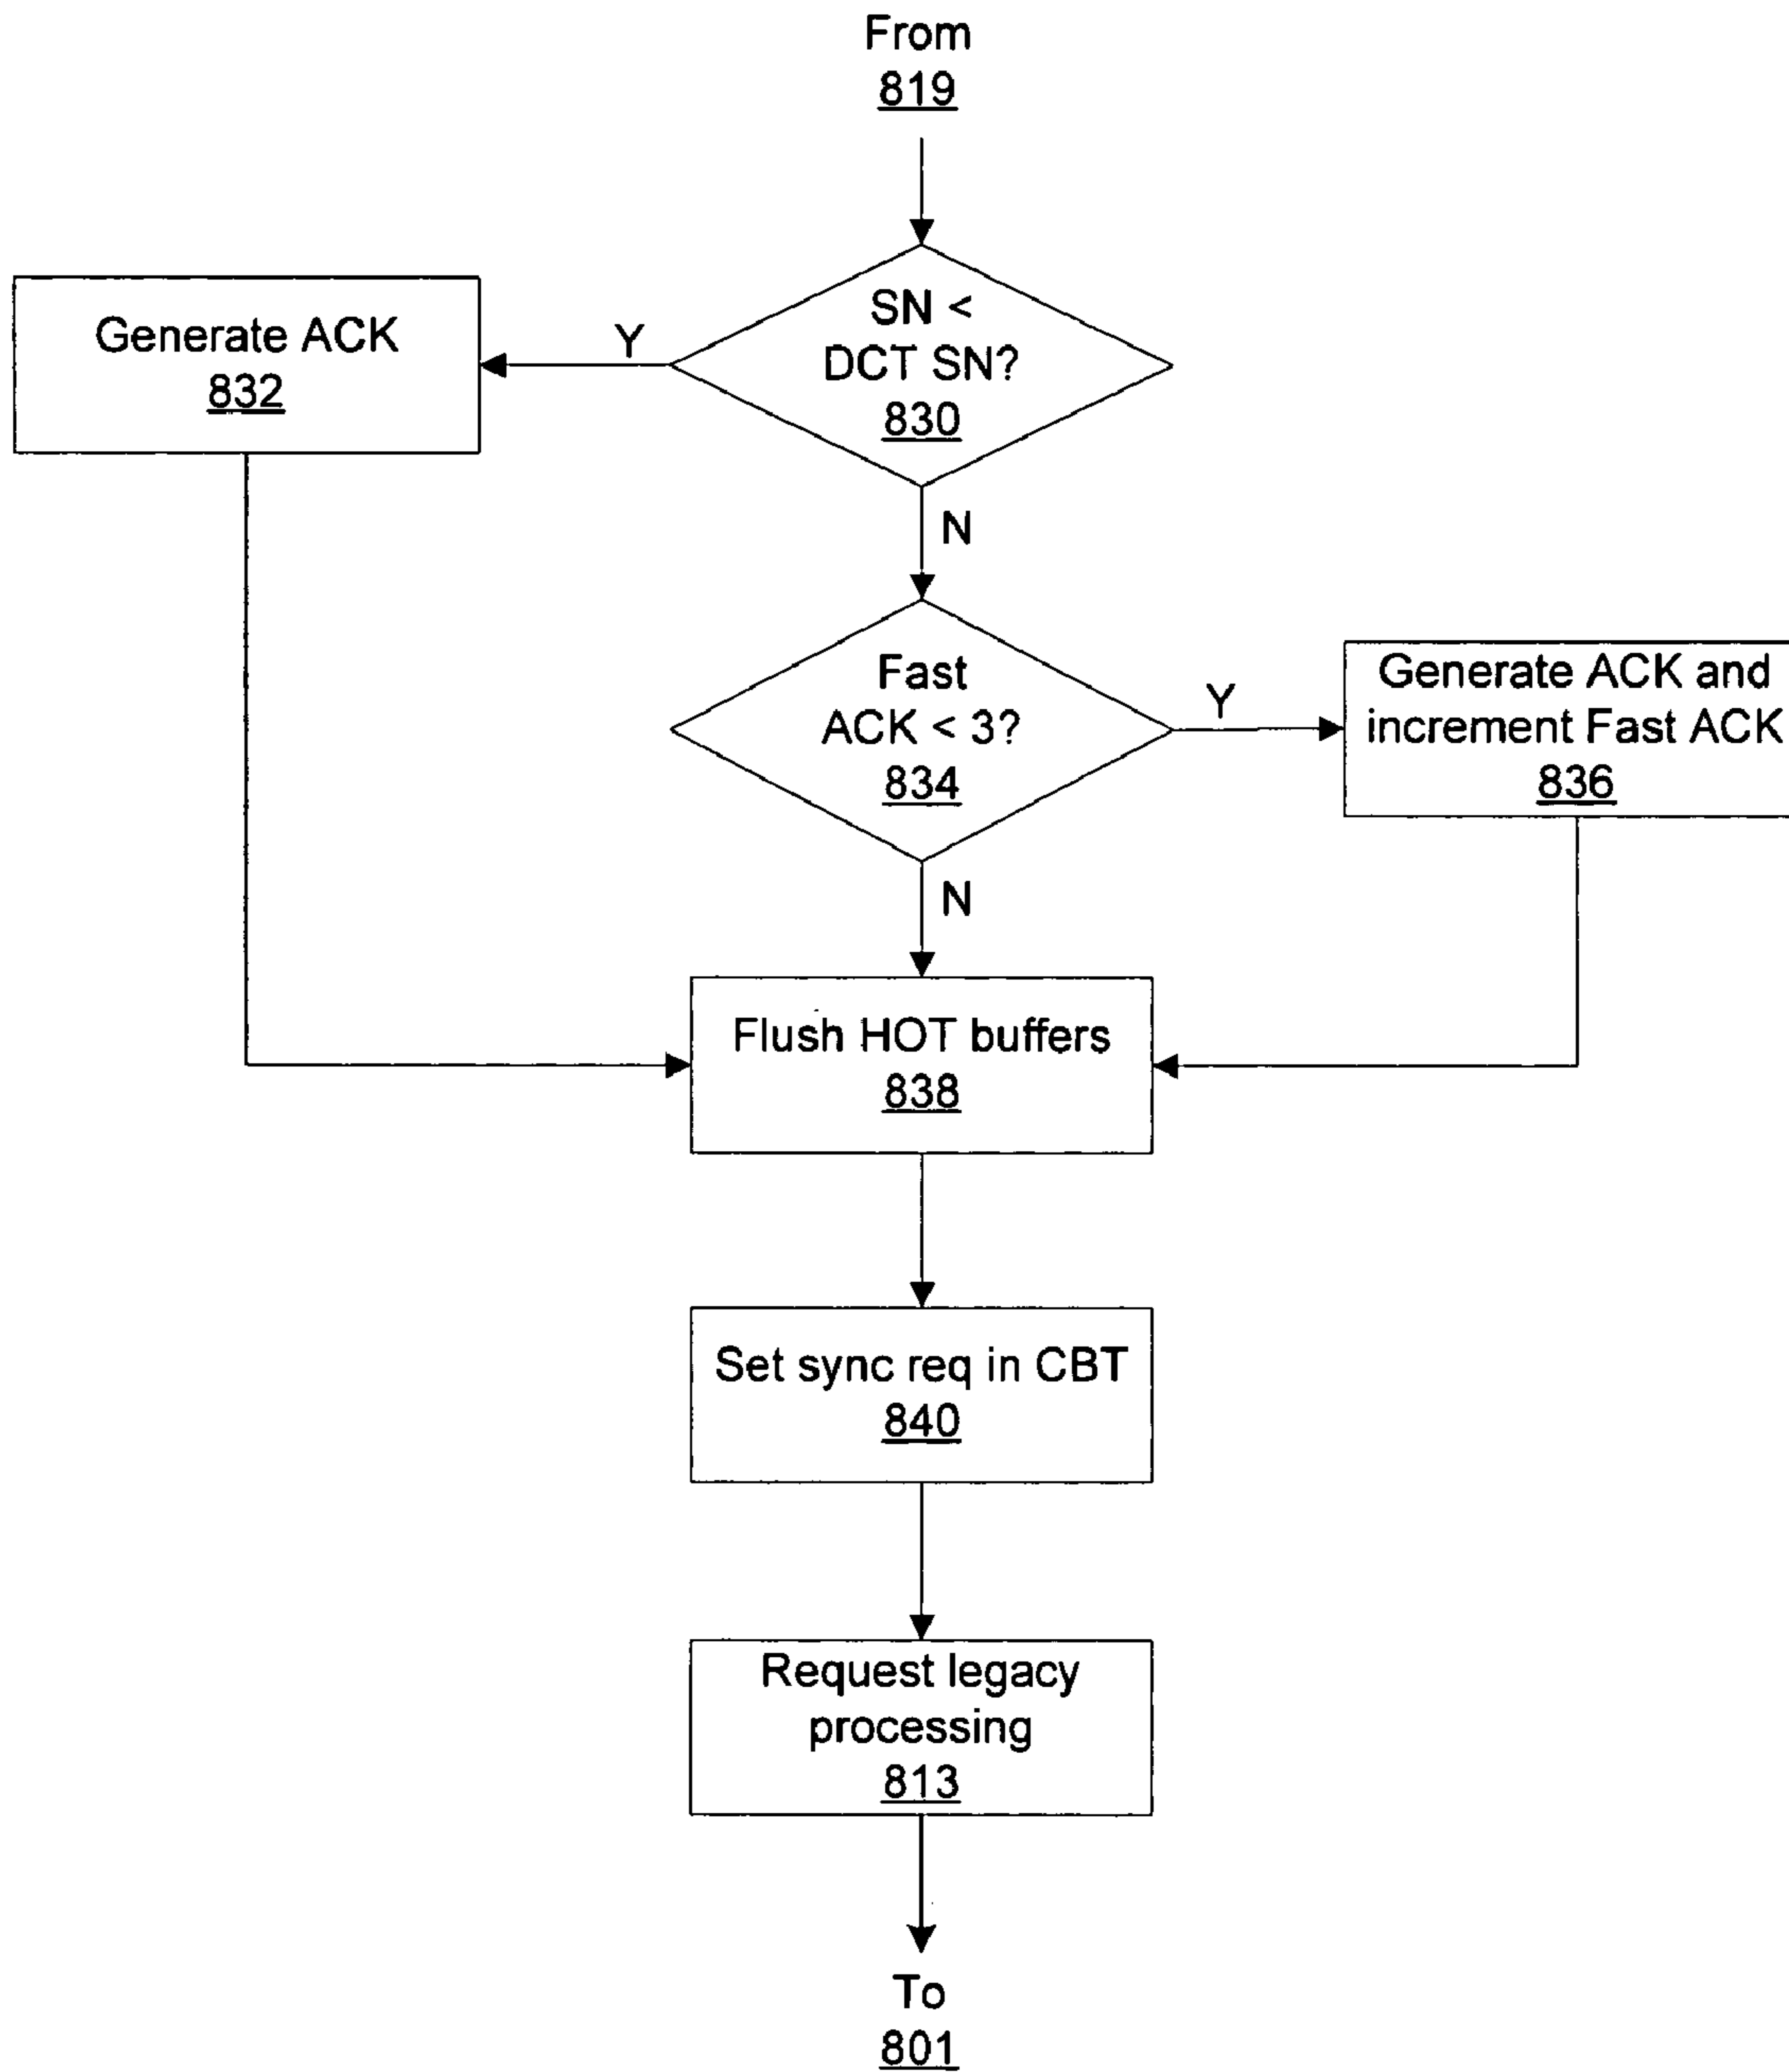 From
819
SN <
DCT SN?
830
Y
Generate ACK
832
N
Fast
ACK < 3?
834
Y
Generate ACK and
increment Fast ACK
836
N
Flush HOT buffers
838
Set sync req in CBT
840
Request legacy
processing
813
To
801